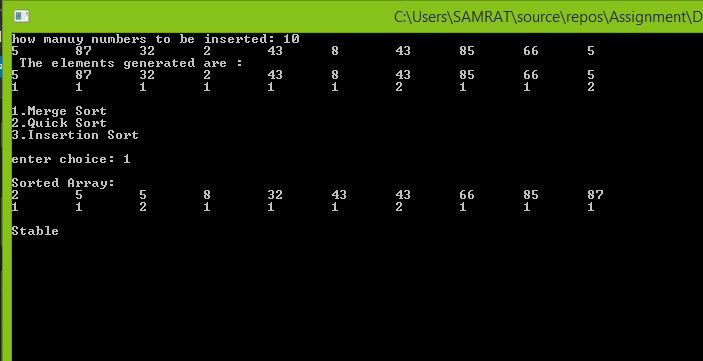 C:\Users\SAMRAT\source\repos\Assignment\D
how manuy numbers to be inserted: 10
5 87 32 2 43 8 43 85 66 5
The elements generated are :
5 87 32 2 43 8 43 85 66 5
1 1 1 1 1 1 2 1 1 2
1.Merge Sort
2.Quick Sort
3.Insertion Sort
enter choice: 1
Sorted Array:
2 5 5 8 32 43 43 66 85 87
1 1 2 1 1 1 2 1 1 1
Stable